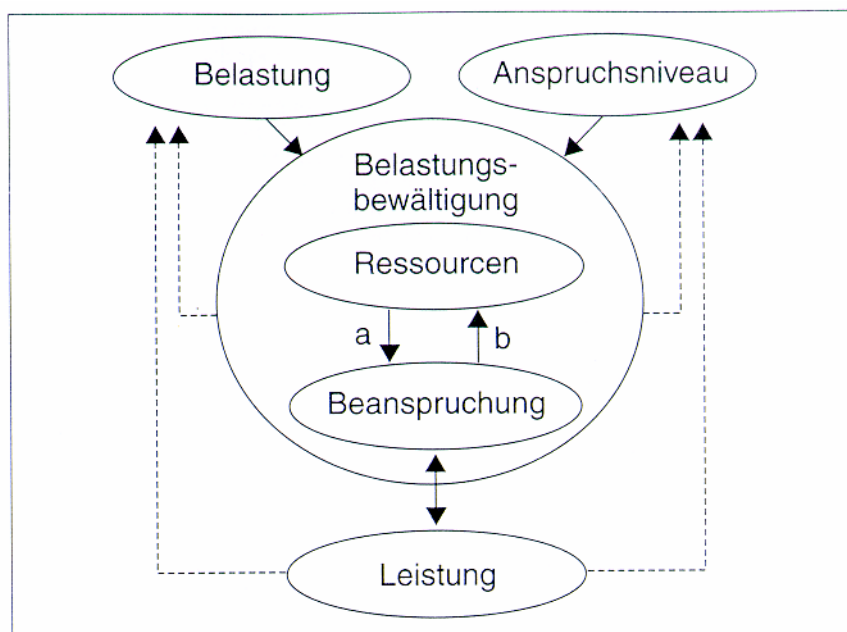 Belastung
Anspruchsniveau
Belastungs-
bewältigung
Ressourcen
a
b
Beanspruchung
Leistung